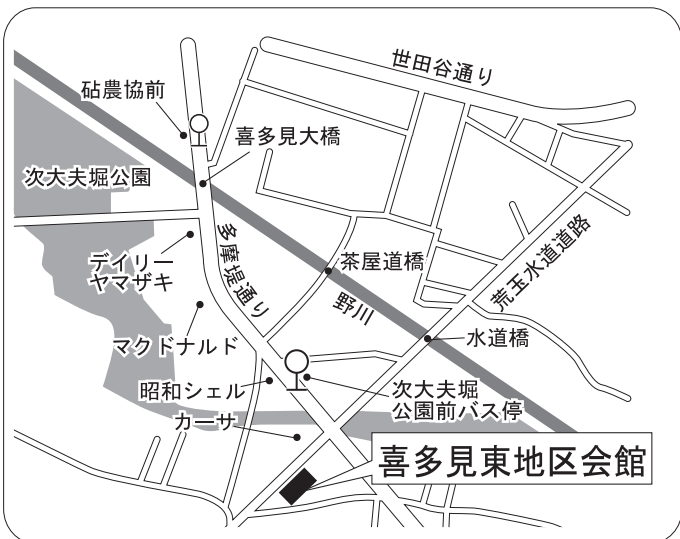 世田谷通り
砧農協前
喜多見大橋
次大夫堀公園
多摩堤通り
荒玉水道道路
デイリー
ヤマザキ
茶屋道橋
野川
マクドナルド
水道橋
昭和シェル
次大夫堀
公園前バス停
カーサ
喜多見東地区会館